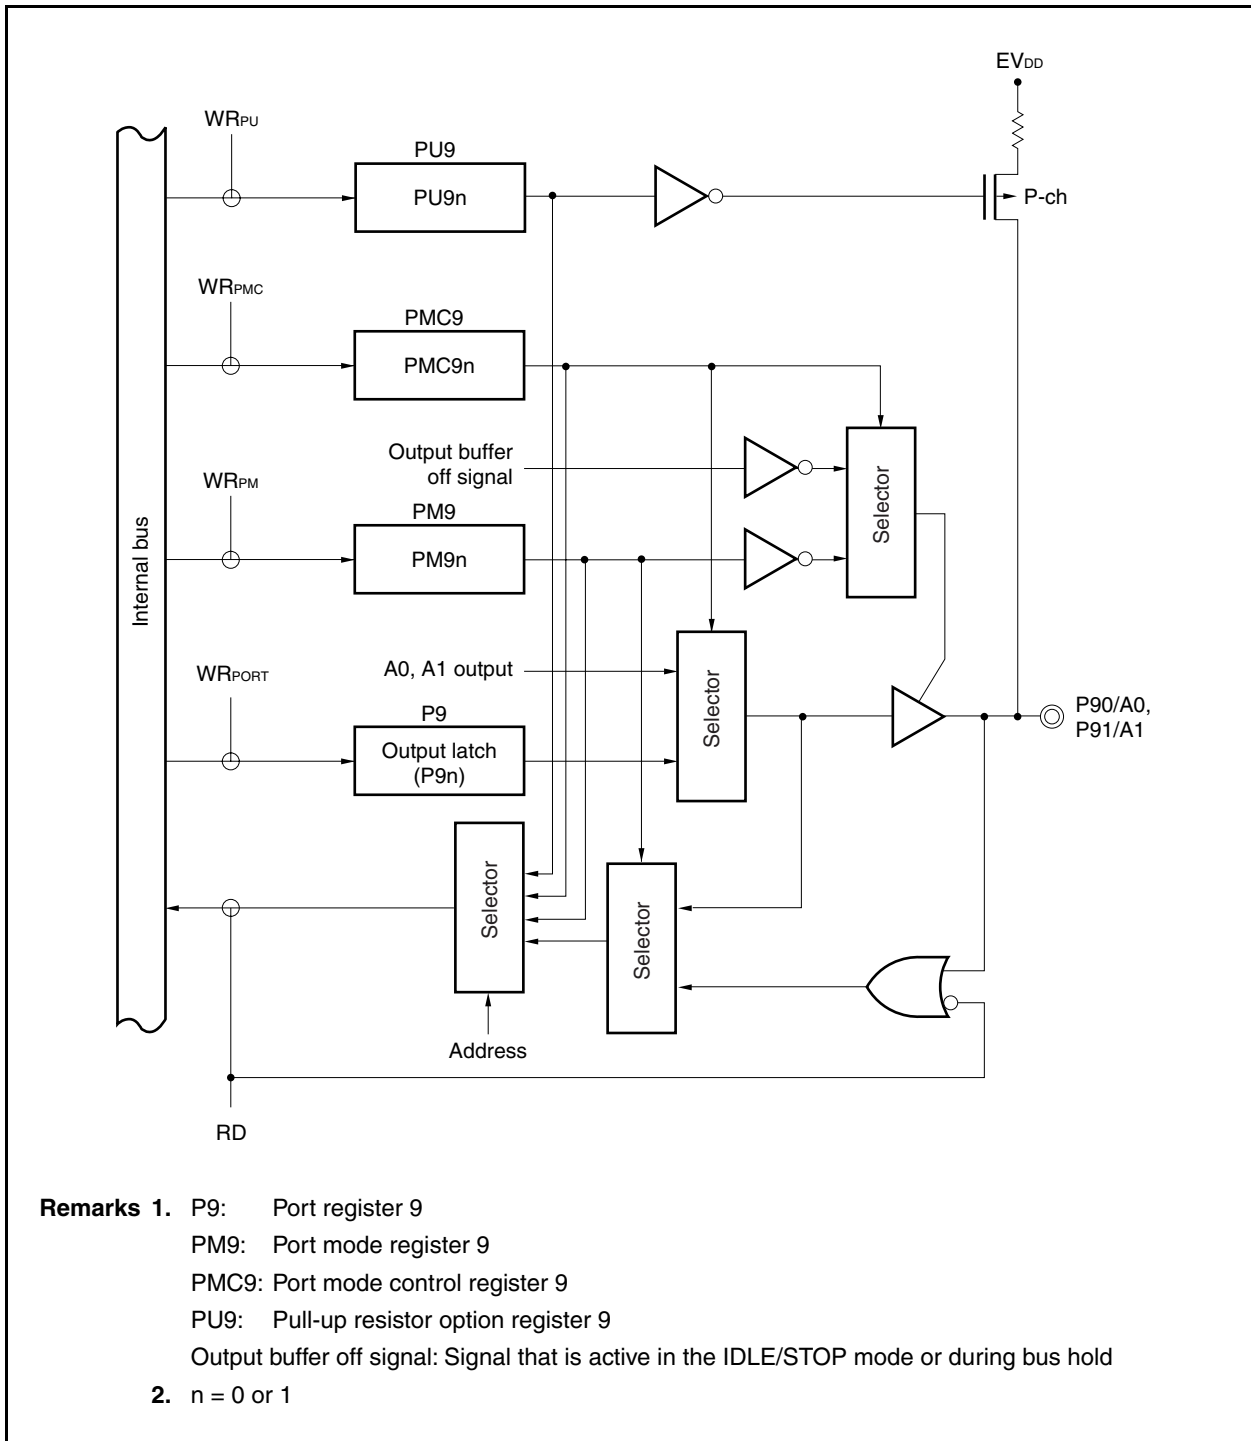 EVDD
WRPU
PU9
PU9n
P-ch
WRPMC
PMC9
PMC9n
Output buffer
off signal
Selector
WRPM
PM9
PM9n
Internal bus
A0, A1 output
Selector
WRPORT
P9
Output latch
(P9n)
P90/A0,
P91/A1
Selector
Selector
Address
RD
Remarks 1. P9: Port register 9
PM9: Port mode register 9
PMC9: Port mode control register 9
PU9: Pull-up resistor option register 9
Output buffer off signal: Signal that is active in the IDLE/STOP mode or during bus hold
2. n = 0 or 1